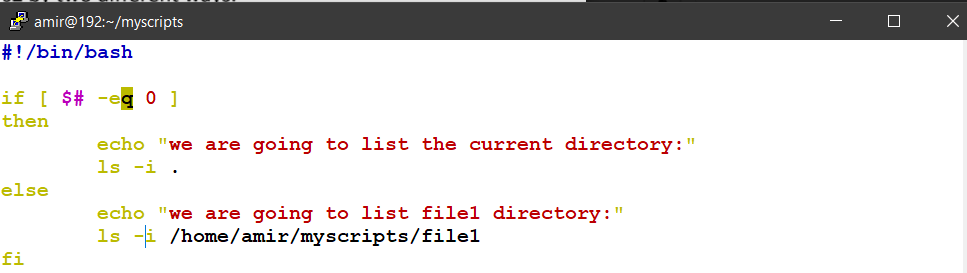 amir@192:~/myscripts
#!/bin/bash
if [ $# -eq 0 ]
then
echo "we are going to list the current directory:"
ls -i .
else
echo "we are going to list file1 directory:"
ls -i /home/amir/myscripts/file1
fi